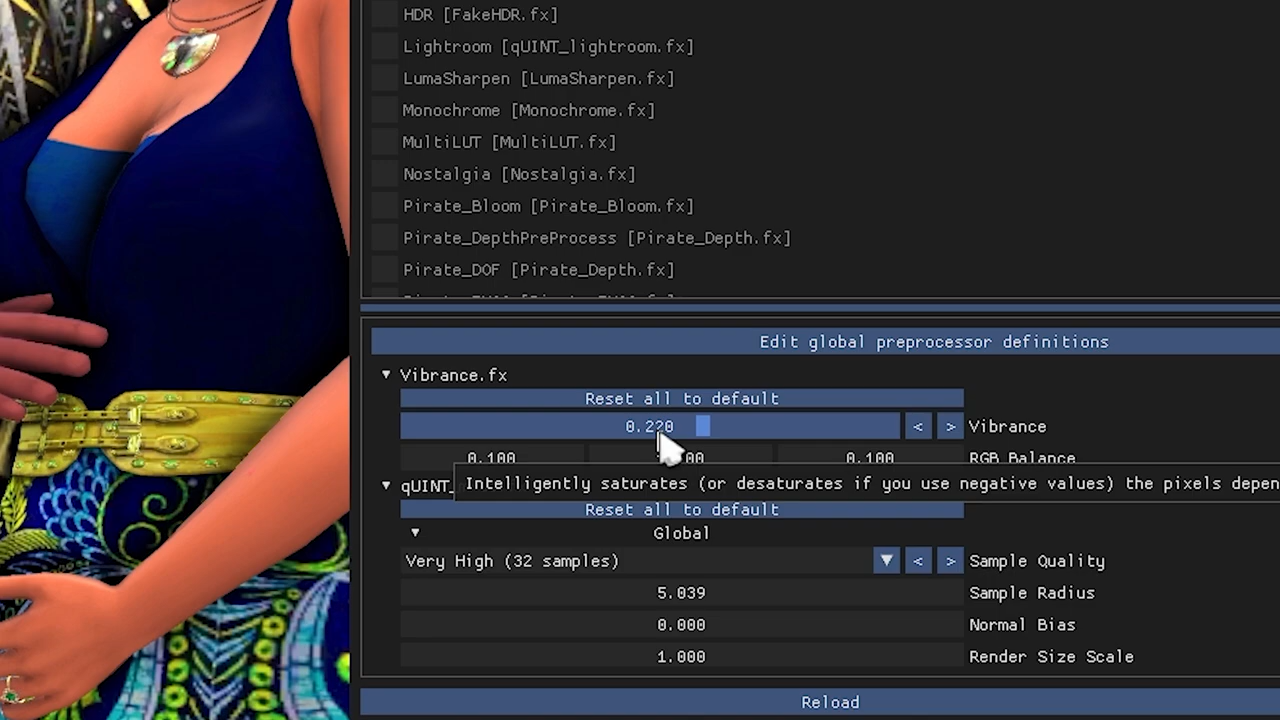 HDR [FakeHDR.fx]
Lightroom [qUINT_lightroom.fx]
LumaSharpen [LumaSharpen.fx]
Monochrome [Monochrome.fx]
MultiLUT [MultiLUT.fx]
Nostalgia [Nostalgia.fx]
Pirate_Bloom [Pirate_Bloom.fx]
Pirate_DepthPreProcess [Pirate_Depth.fx]
Pirate_DOF [Pirate_Depth.fx]
Edit global preprocessor definitions
Vibrance.fx
Reset all to default
0.220 < > Vibrance
0.100 0.100 RGB Balance
qUINT
Intelligently saturates (or desaturates if you use negative values) the pixels depen
Reset all to default
Global
Very High (32 samples) < > Sample Quality
5.039 Sample Radius
0.000 Normal Bias
1.000 Render Size Scale
Reload